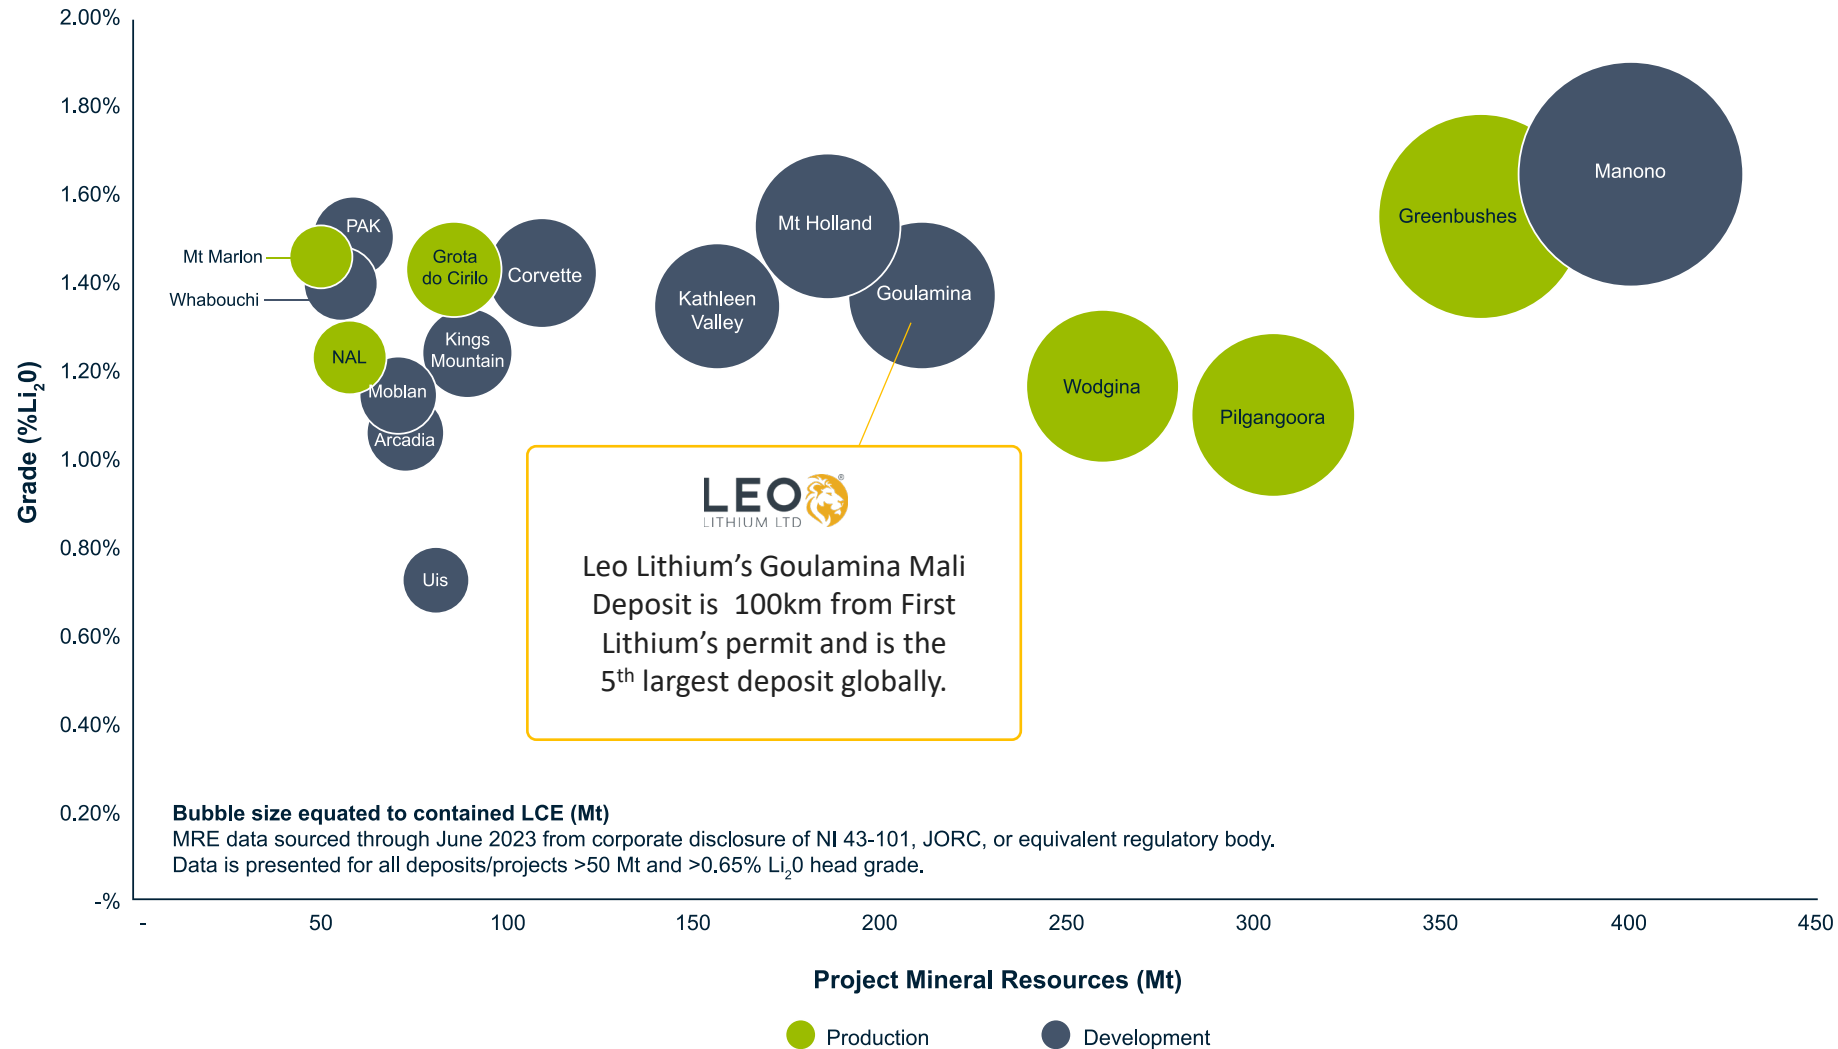 2.00%
1.80%
1.60%
1.40%
1.20%
1.00%
0.80%
0.60%
0.40%
0.20%
-%
Grade (%Li₂0)
Manono
Greenbushes
PAK
Mt Marlon
Whabouchi
Grota
do Cirilo
Corvette
Mt Holland
Goulamina
Kathleen
Valley
NAL
Kings
Mountain
Moblan
Arcadia
Wodgina
Pilgangoora
Uis
LEO®
LITHIUM LTD
Leo Lithium’s Goulamina Mali
Deposit is 100km from First
Lithium’s permit and is the
5th largest deposit globally.
Bubble size equated to contained LCE (Mt)
MRE data sourced through June 2023 from corporate disclosure of NI 43-101, JORC, or equivalent regulatory body.
Data is presented for all deposits/projects >50 Mt and >0.65% Li₂0 head grade.
-
50
100
150
200
250
300
350
400
450
Project Mineral Resources (Mt)
Production
Development